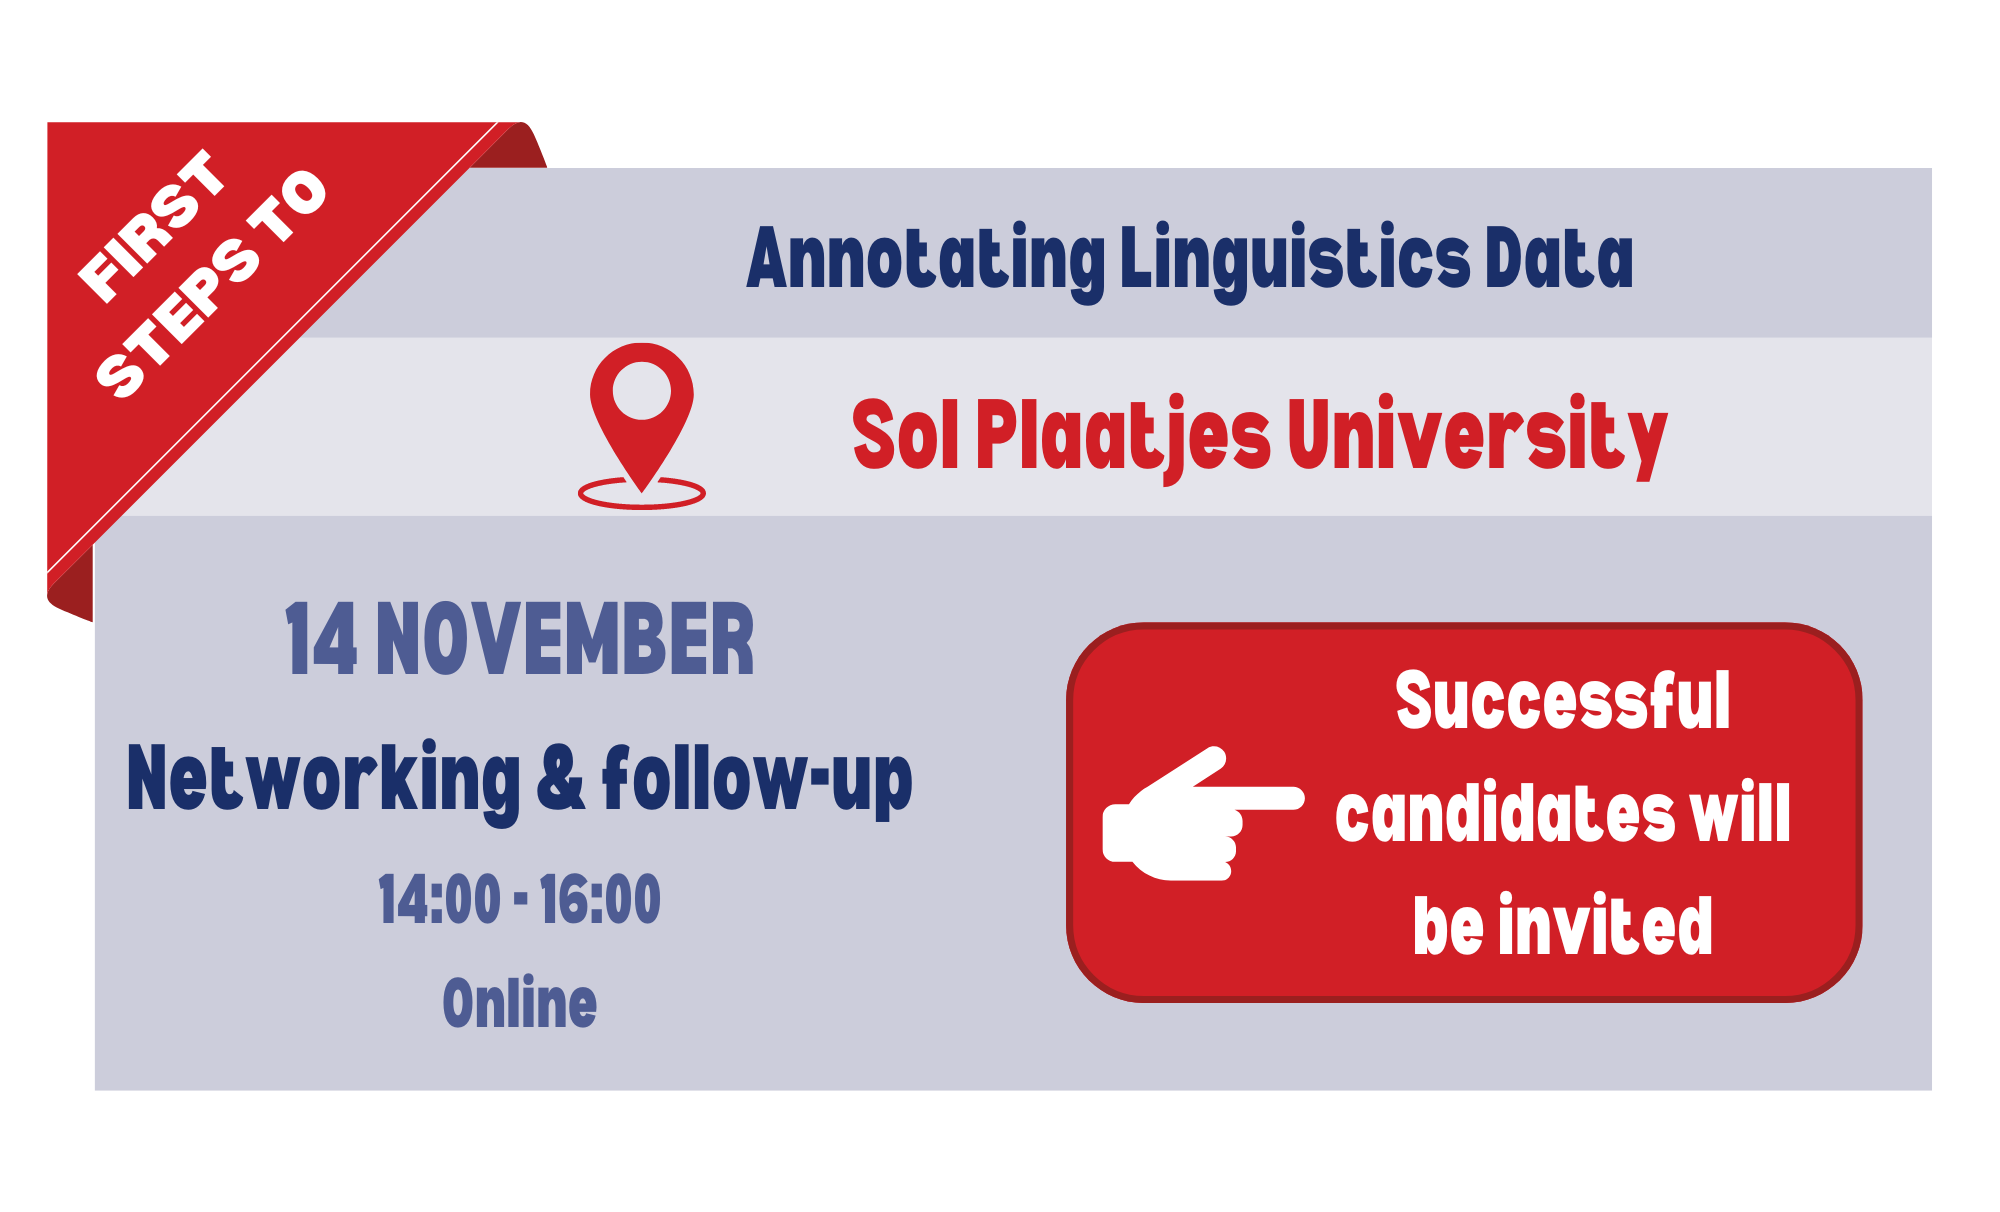 FIRST
STEPS TO
Annotating Linguistics Data
Sol Plaatjes University
14 NOVEMBER
Networking & follow-up
14:00 - 16:00
Online
Successful
candidates will
be invited